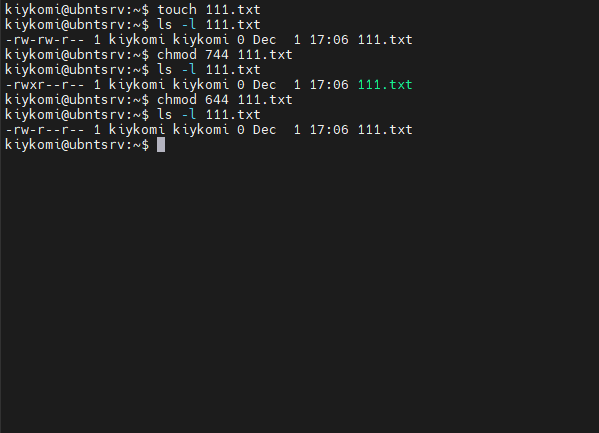 kiykomi@ubntsrv:~$ touch 111.txt
kiykomi@ubntsrv:~$ ls -l 111.txt
-rw-rw-r-- 1 kiykomi kiykomi 0 Dec  1 17:06 111.txt
kiykomi@ubntsrv:~$ chmod 744 111.txt
kiykomi@ubntsrv:~$ ls -l 111.txt
-rwxr--r-- 1 kiykomi kiykomi 0 Dec  1 17:06 111.txt
kiykomi@ubntsrv:~$ chmod 644 111.txt
kiykomi@ubntsrv:~$ ls -l 111.txt
-rw-r--r-- 1 kiykomi kiykomi 0 Dec  1 17:06 111.txt
kiykomi@ubntsrv:~$